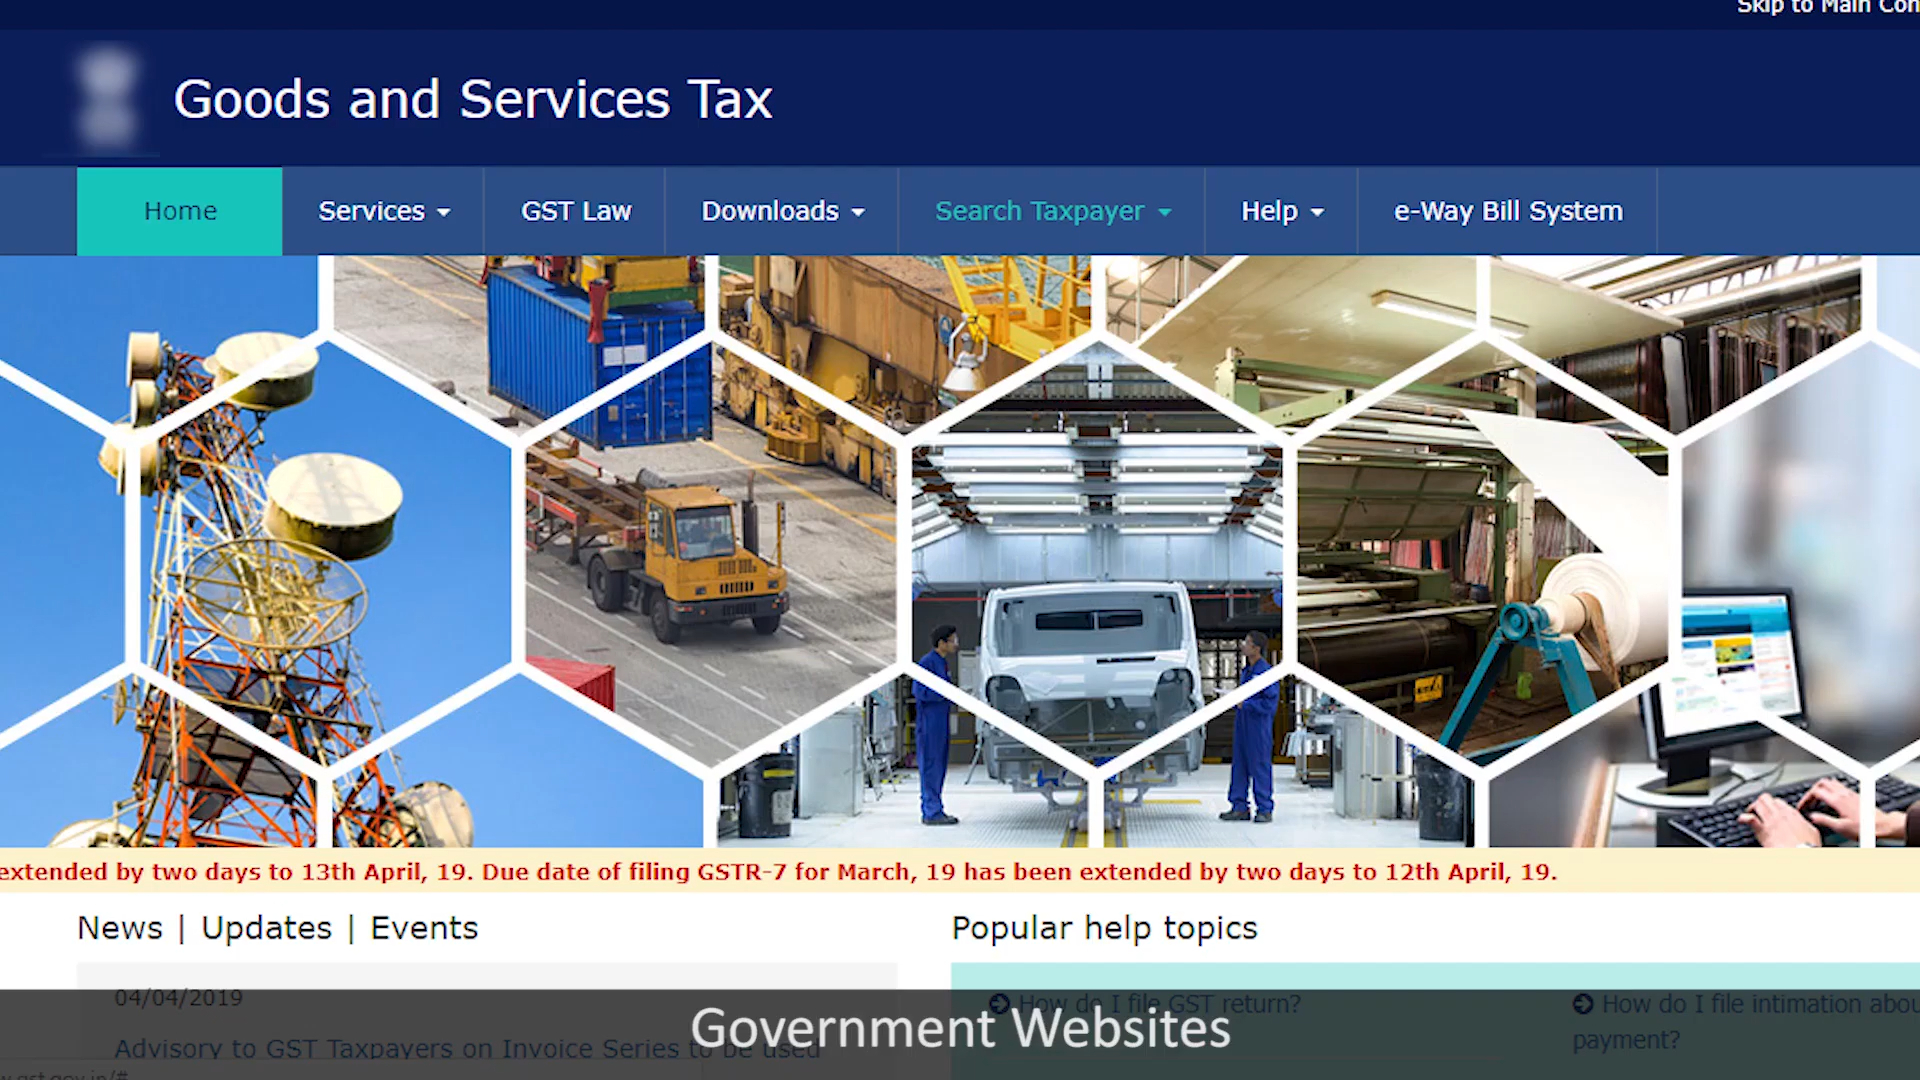 Skip to Main Con
Goods and Services Tax
Home
Services
GST Law
Downloads
Search Taxpayer
Help
e-Way Bill System
extended by two days to 13th April, 19. Due date of filing GSTR-7 for March, 19 has been extended by two days to 12th April, 19.
News | Updates | Events
Popular help topics
04/04/2019
Advisory to GST Taxpayers on Invoice Series to be used
How do I file GST return?
How do I file intimation abou
payment?
Government Websites
w.gst.gov.in/#